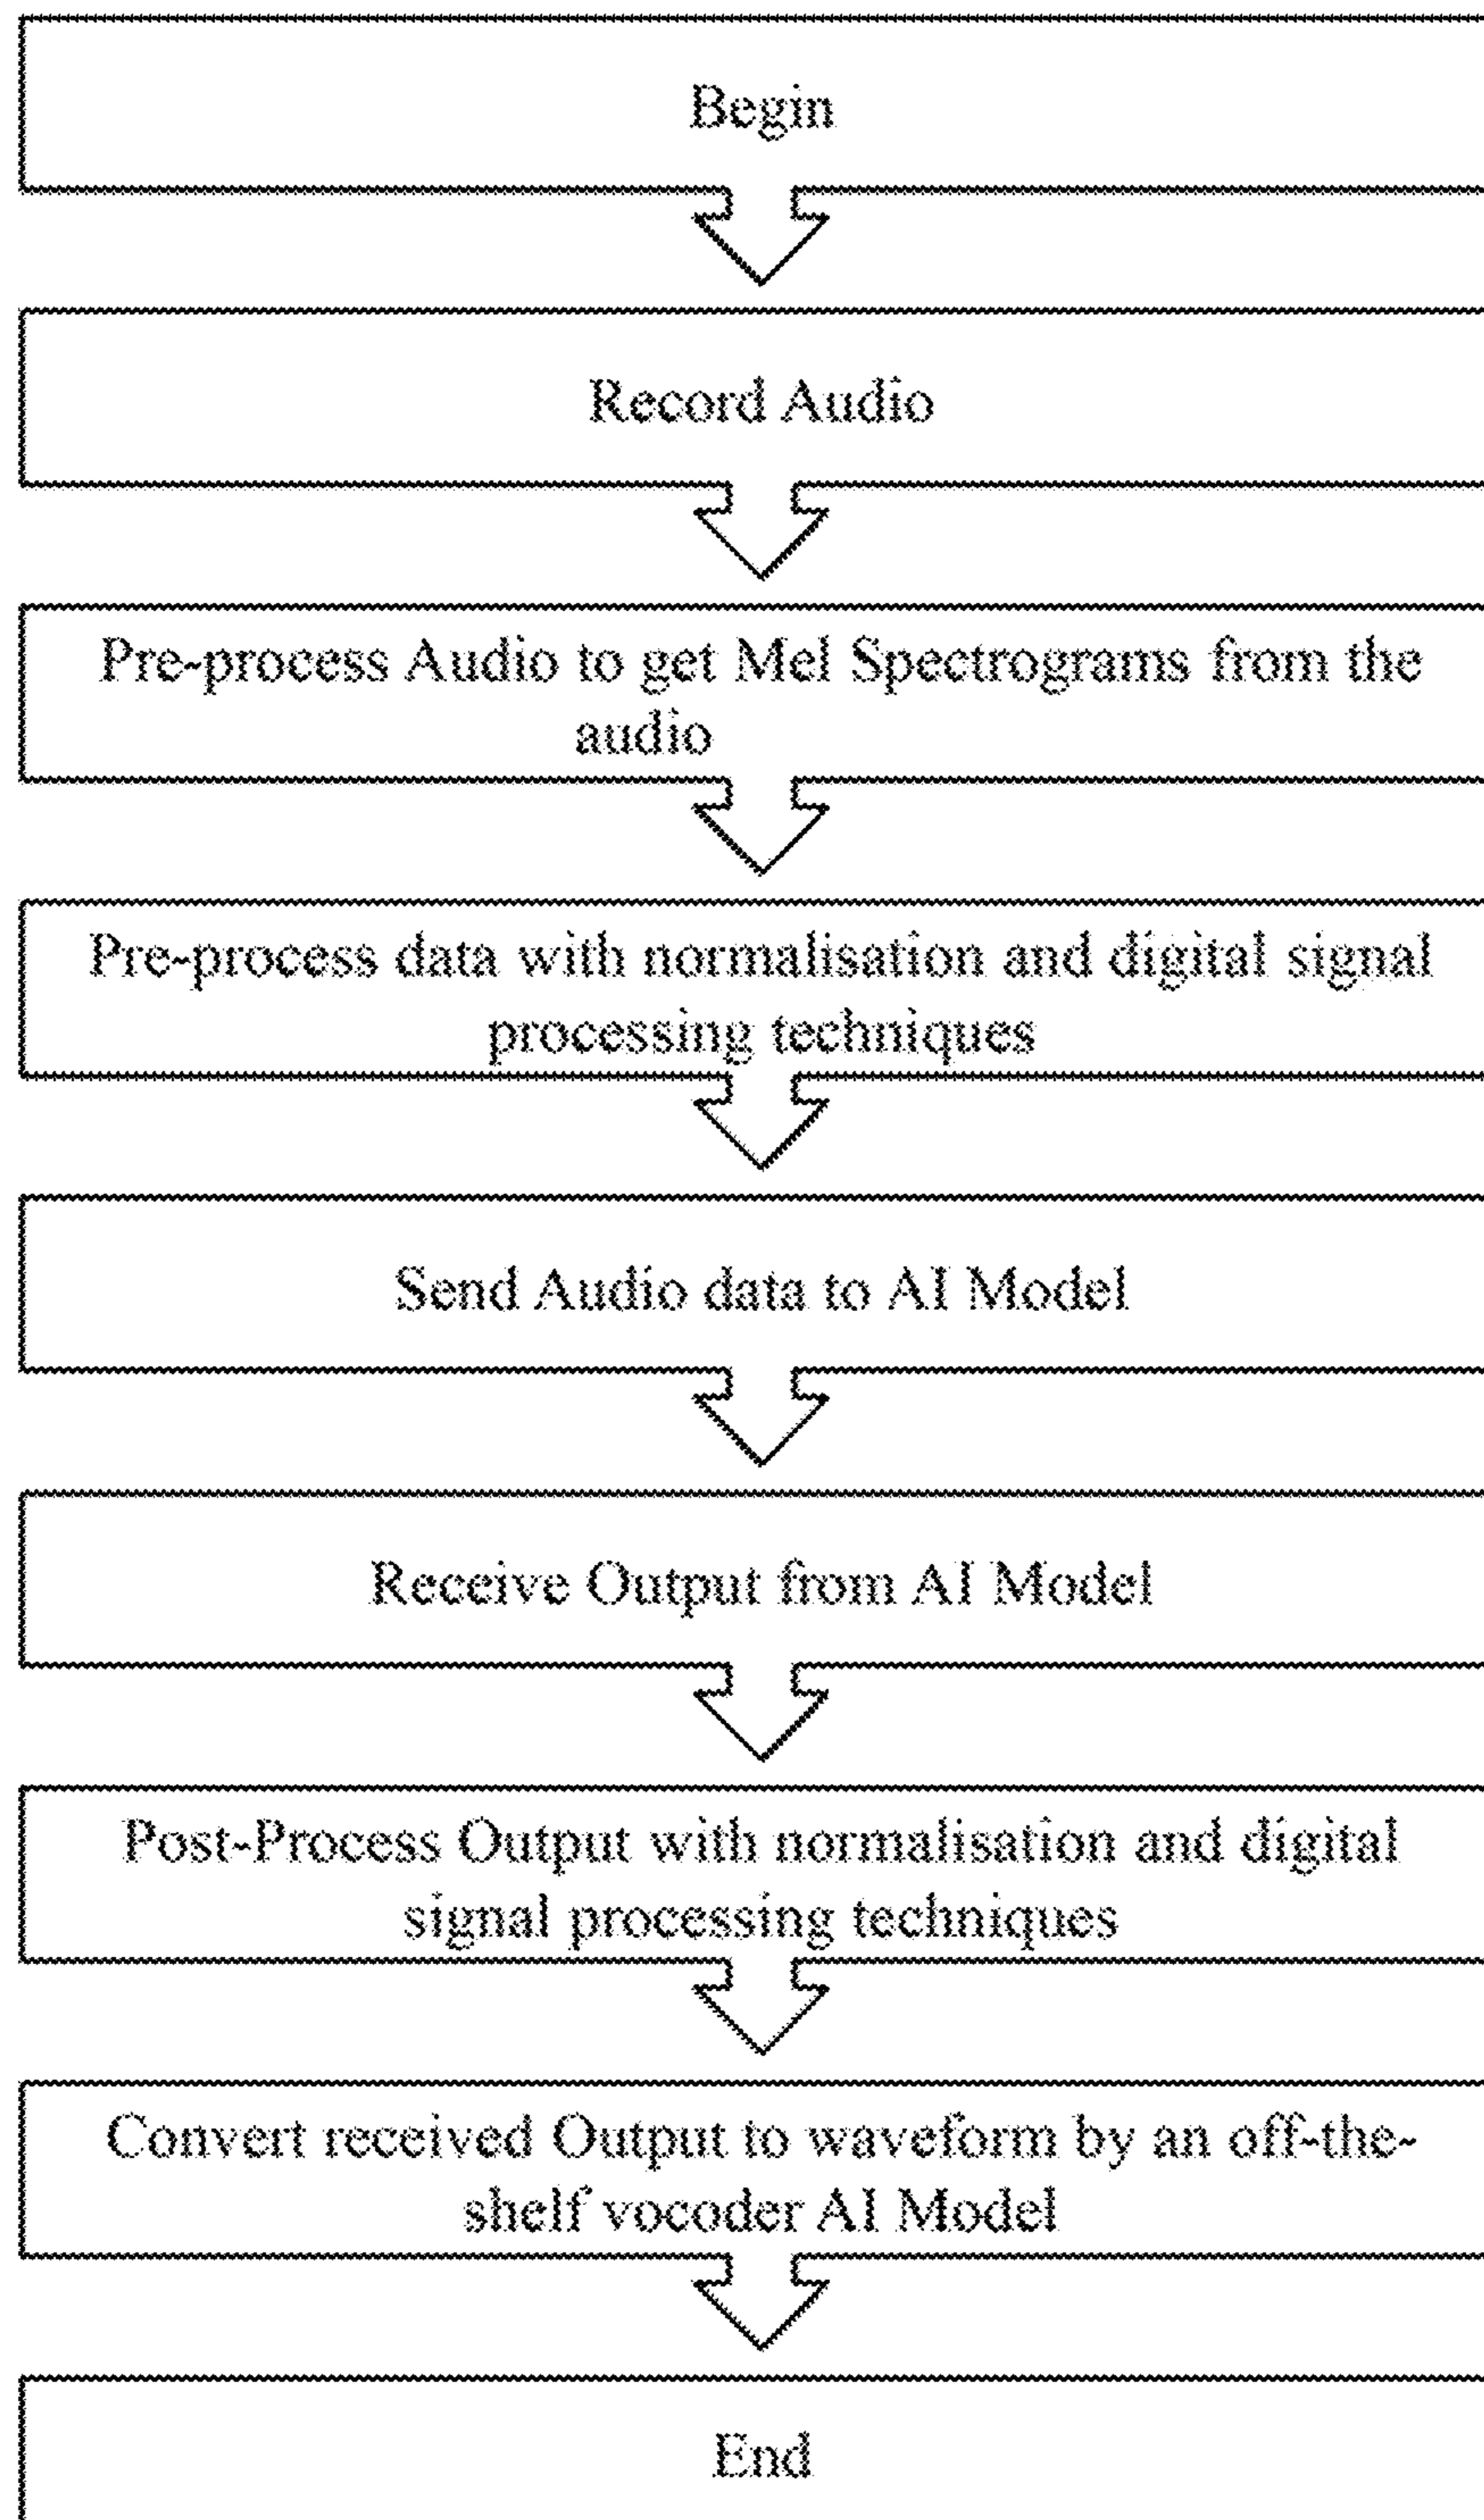 Begin
Record Audio
Pre-process Audio to get Mel Spectrograms from the
audio
Pre-process data with normalisation and digital signal
processing techniques
Send Audio data to AI Model
Receive Output from AI Model
Post-Process Output with normalisation and digital
signal processing techniques
Convert received Output to waveform by an off-the-
shelf vocoder AI Model
End